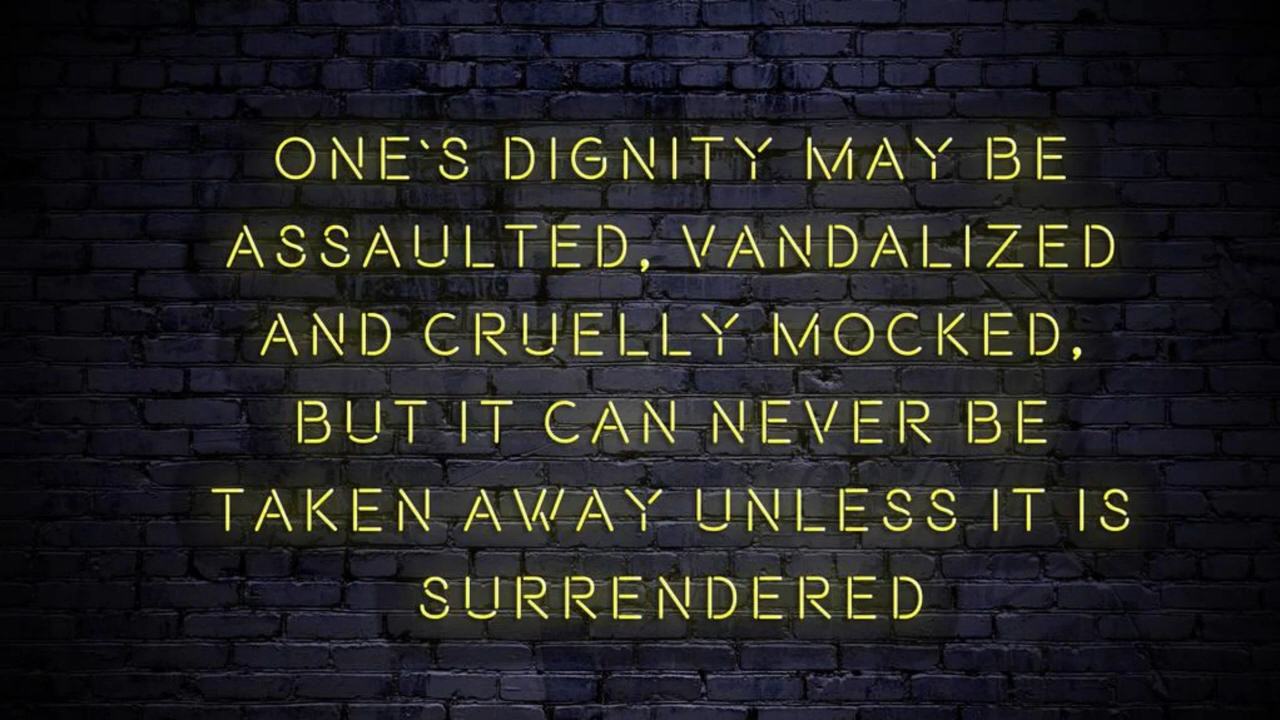 ONE`S DIGNITY MAY BE
ASSAULTED, VANDALIZED
AND CRUELLY MOCKED,
BUT IT CAN NEVER BE
TAKEN AWAY UNLESS IT IS
SURRENDERED